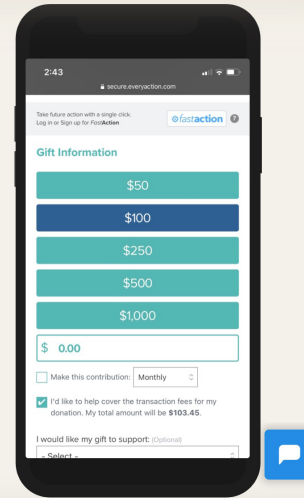 2:43
secure.everyaction.com
Take future action with a single click.
Log in or Sign up for FastAction
fastaction ?
Gift Information
$50
$100
$250
$500
$1,000
$ 0.00
Make this contribution: Monthly
I'd like to help cover the transaction fees for my
donation. My total amount will be $103.45.
I would like my gift to support: (Optional)
- Select -